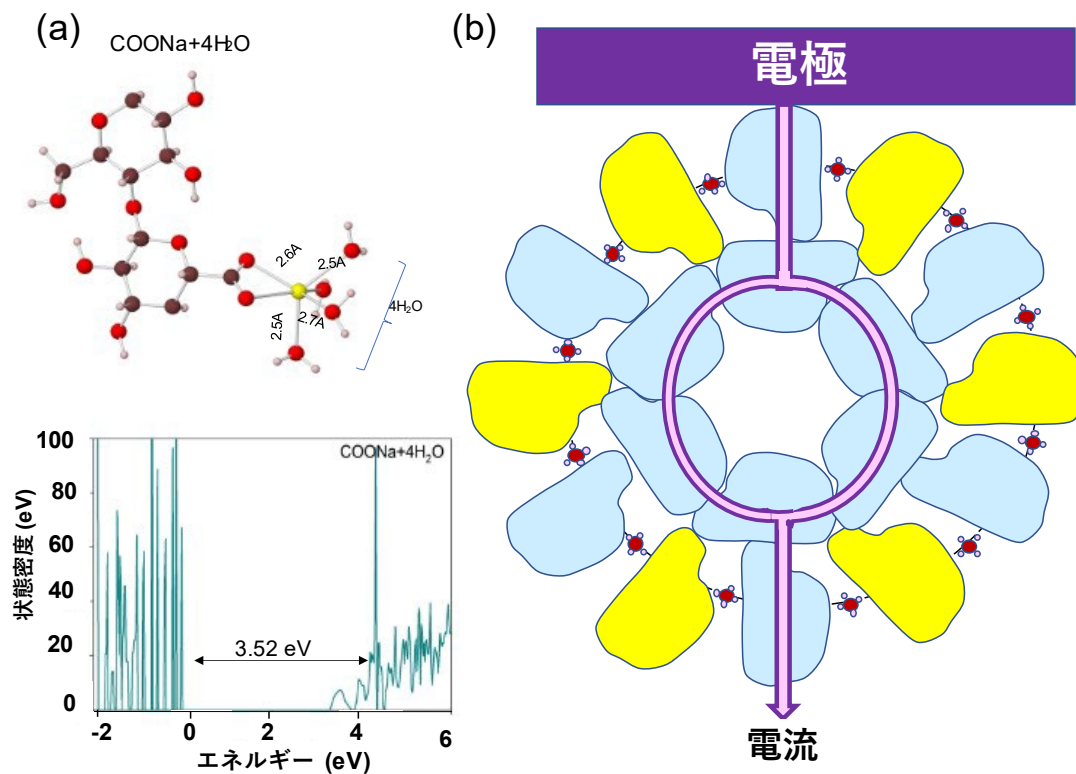 (a)
COONa+4H₂O
2.6A
2.5A
4H₂O
2.5A
2.7A
100
80
60
40
20
0
状態密度 (eV)
COONa+4H₂O
3.52 eV
-2
0
2
4
6
エネルギー (eV)
(b)
電極
電流